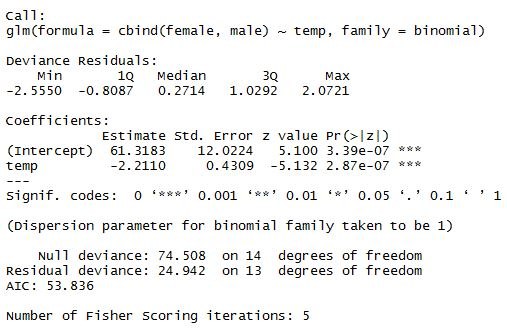 Call:
glm(formula = cbind(female, male) ~ temp, family = binomial)
Deviance Residuals:
Min 1Q Median 3Q Max
-2.5550 -0.8087 0.2714 1.0292 2.0721
Coefficients:
Estimate Std. Error z value Pr(>|z|)
(Intercept) 61.3183 12.0224 5.100 3.39e-07 ***
temp -2.2110 0.4309 -5.132 2.87e-07 ***
---
Signif. codes: 0 ‘***’ 0.001 ‘**’ 0.01 ‘*’ 0.05 ‘.’ 0.1 ‘ ’ 1
(Dispersion parameter for binomial family taken to be 1)
Null deviance: 74.508 on 14 degrees of freedom
Residual deviance: 24.942 on 13 degrees of freedom
AIC: 53.836
Number of Fisher Scoring iterations: 5